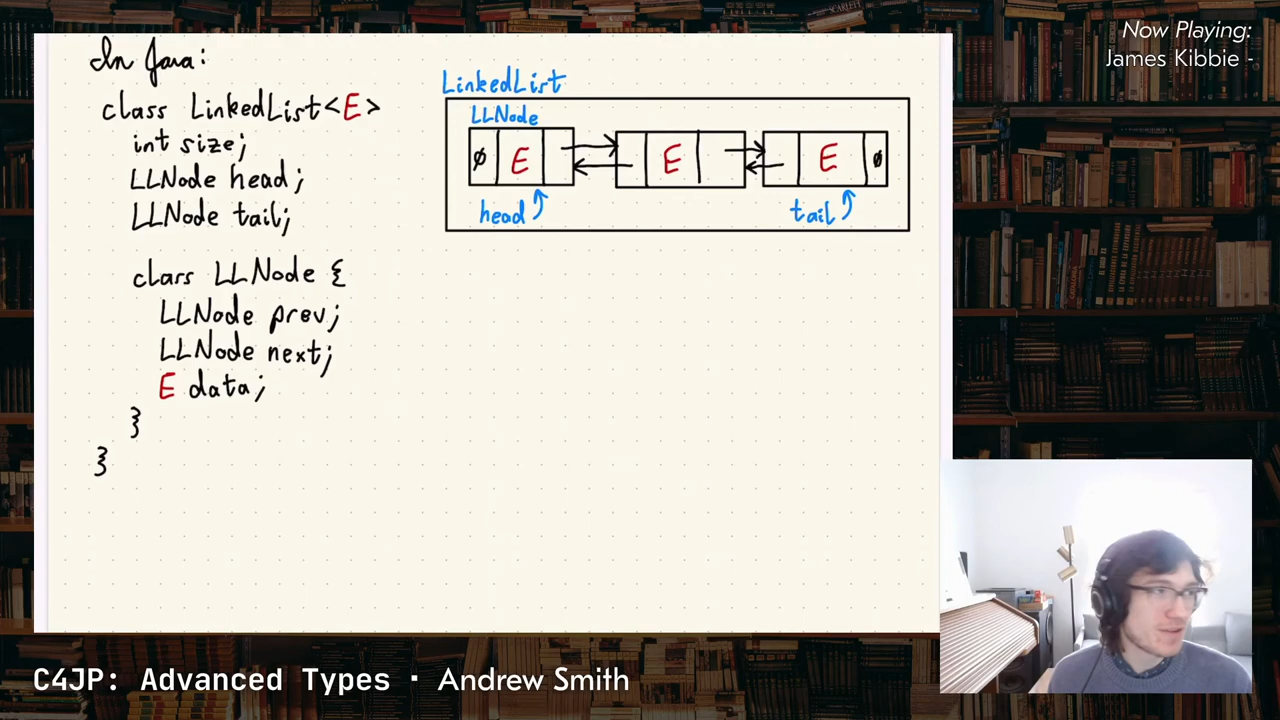 In Java:
class LinkedList<E>
int size;
LLNode head;
LLNode tail;
class LLNode {
LLNode prev;
LLNode next;
E data;
}
}
LinkedList
LLNode
ø E E E ø
head tail
Now Playing:
James Kibbie -
C4JP: Advanced Types · Andrew Smith